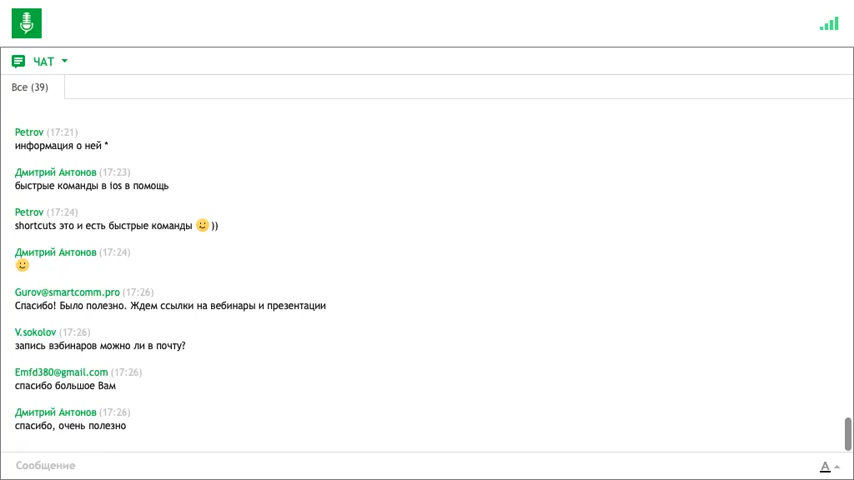 ЧАТ
Все (39)
Petrov (17:21)
информация о ней *
Дмитрий Антонов (17:23)
быстрые команды в ios в помощь
Petrov (17:24)
shortcuts это и есть быстрые команды 🙂 ))
Дмитрий Антонов (17:24)
🙂
Gurov@smartcomm.pro (17:26)
Спасибо! Было полезно. Ждем ссылки на вебинары и презентации
V.sokolov (17:26)
запись вэбинаров можно ли в почту?
Emfd380@gmail.com (17:26)
спасибо большое Вам
Дмитрий Антонов (17:26)
спасибо, очень полезно
Сообщение
A